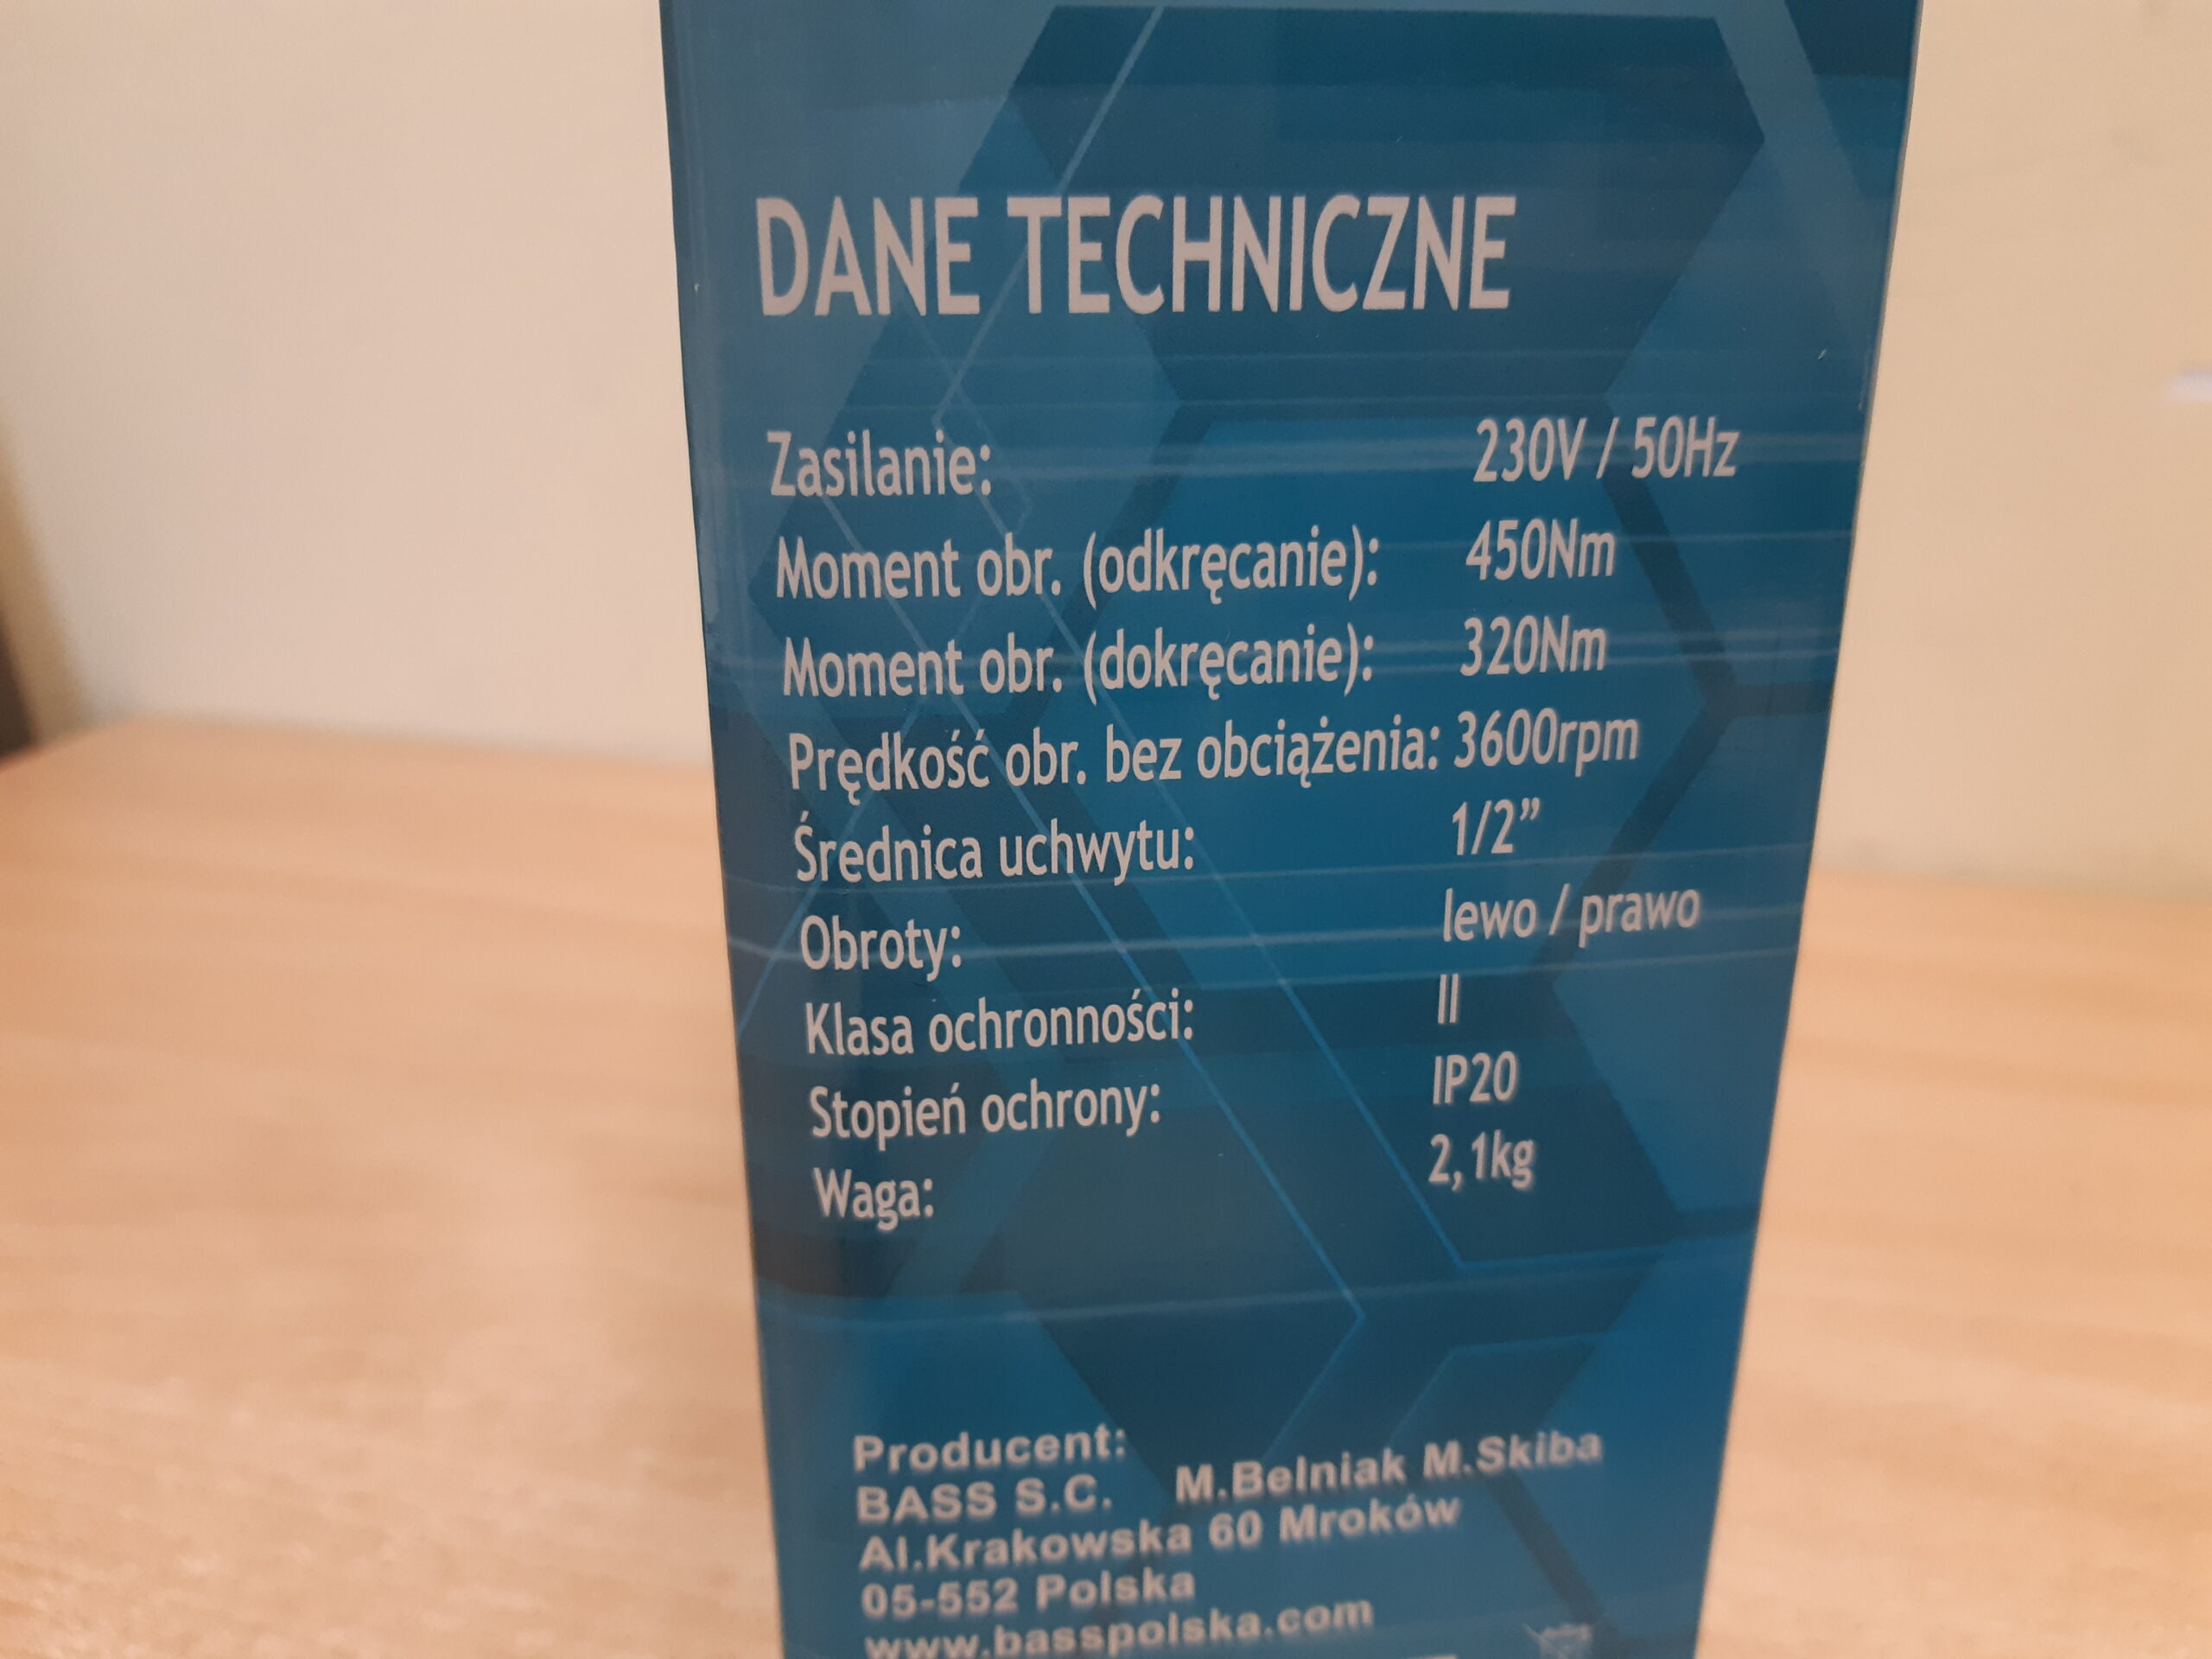 DANE TECHNICZNE
Zasilanie: 230V / 50Hz
Moment obr. (odkręcanie): 450Nm
Moment obr. (dokręcanie): 320Nm
Prędkość obr. bez obciążenia: 3600rpm
Średnica uchwytu: 1/2”
Obroty: lewo / prawo
Klasa ochronności: II
Stopień ochrony: IP20
Waga: 2,1kg
Producent:
BASS S.C. M.Belniak M.Skiba
Al.Krakowska 60 Mroków
05-552 Polska
www.basspolska.com